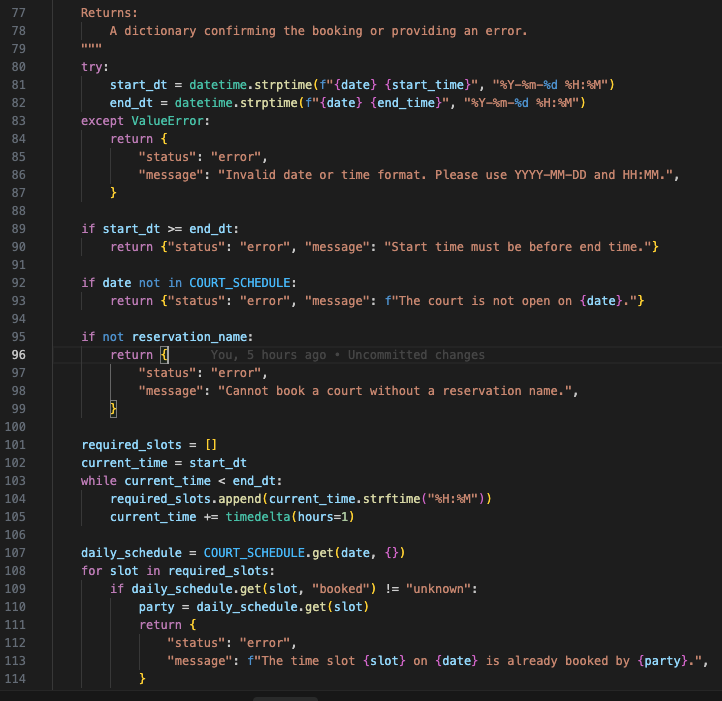 77 Returns:
78 A dictionary confirming the booking or providing an error.
79 """
80 try:
81 start_dt = datetime.strptime(f"{date} {start_time}", "%Y-%m-%d %H:%M")
82 end_dt = datetime.strptime(f"{date} {end_time}", "%Y-%m-%d %H:%M")
83 except ValueError:
84 return {
85 "status": "error",
86 "message": "Invalid date or time format. Please use YYYY-MM-DD and HH:MM.",
87 }
88
89 if start_dt >= end_dt:
90 return {"status": "error", "message": "Start time must be before end time."}
91
92 if date not in COURT_SCHEDULE:
93 return {"status": "error", "message": f"The court is not open on {date}."}
94
95 if not reservation_name:
96 return { You, 5 hours ago • Uncommitted changes
97 "status": "error",
98 "message": "Cannot book a court without a reservation name.",
99 }
100
101 required_slots = []
102 current_time = start_dt
103 while current_time < end_dt:
104 required_slots.append(current_time.strftime("%H:%M"))
105 current_time += timedelta(hours=1)
106
107 daily_schedule = COURT_SCHEDULE.get(date, {})
108 for slot in required_slots:
109 if daily_schedule.get(slot, "booked") != "unknown":
110 party = daily_schedule.get(slot)
111 return {
112 "status": "error",
113 "message": f"The time slot {slot} on {date} is already booked by {party}.",
114 }